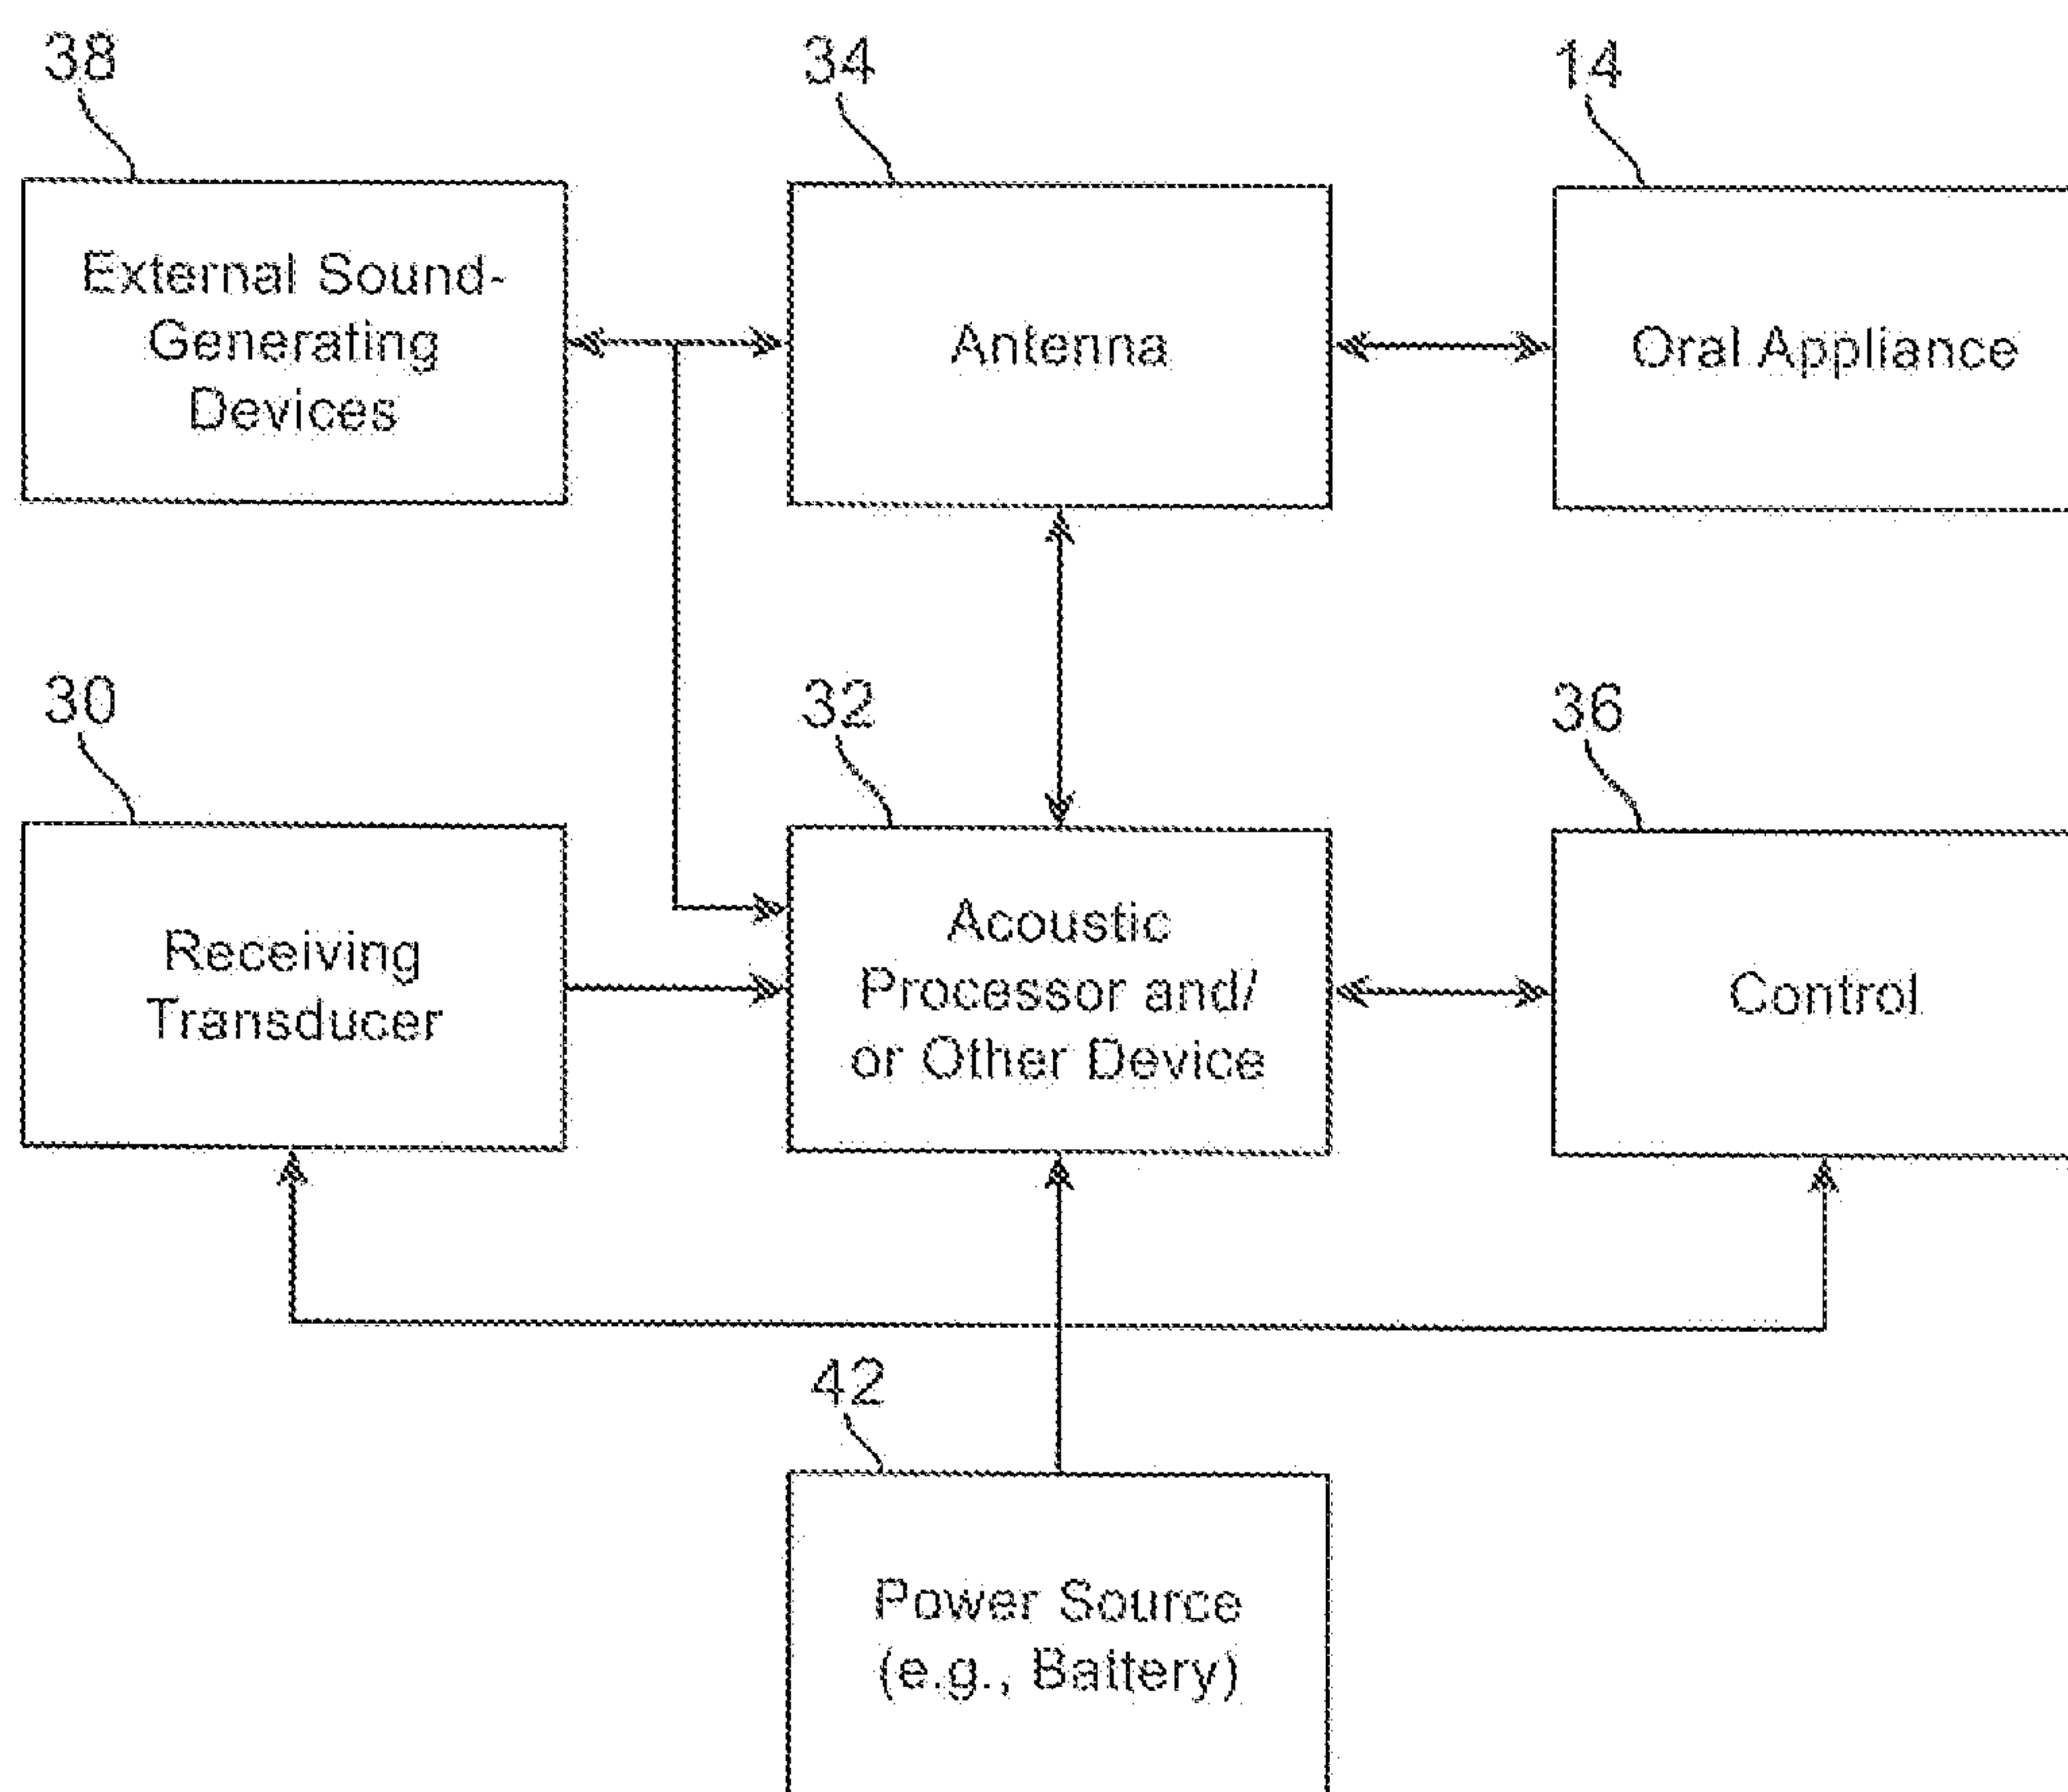 38
34
14
External Sound-
Generating
Devices
Antenna
Oral Appliance
30
32
36
Receiving
Transducer
Acoustic
Processor and/
or Other Device
Control
42
Power Source
(e.g., Battery)